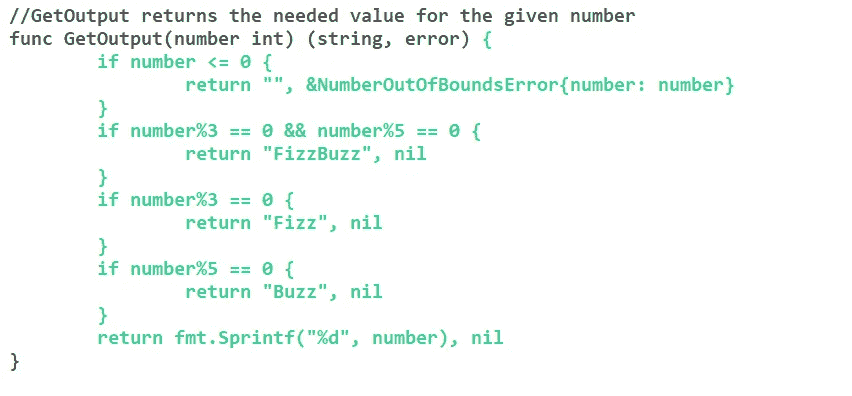 //GetOutput returns the needed value for the given number
func GetOutput(number int) (string, error) {
        if number <= 0 {
                return "", &NumberOutOfBoundsError{number: number}
        }
        if number%3 == 0 && number%5 == 0 {
                return "FizzBuzz", nil
        }
        if number%3 == 0 {
                return "Fizz", nil
        }
        if number%5 == 0 {
                return "Buzz", nil
        }
        return fmt.Sprintf("%d", number), nil
}